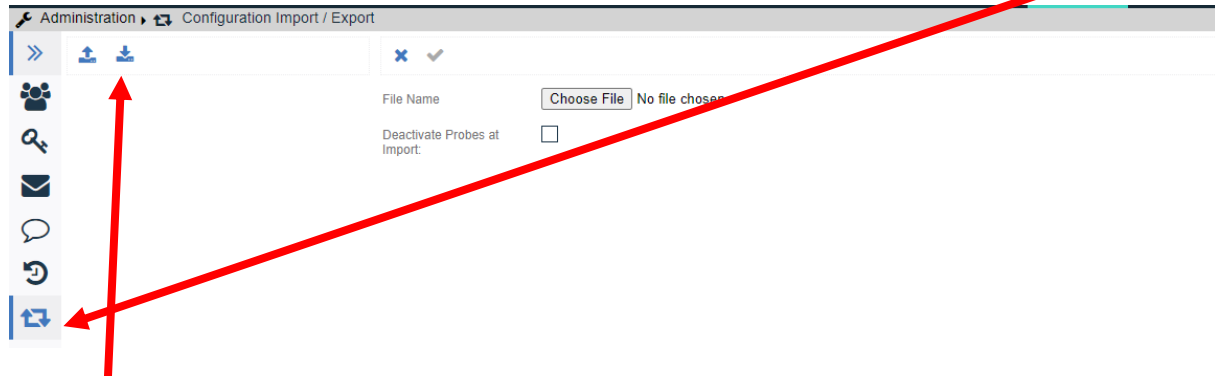 Administration Configuration Import / Export
File Name Choose File No file chosen
Deactivate Probes at
Import: